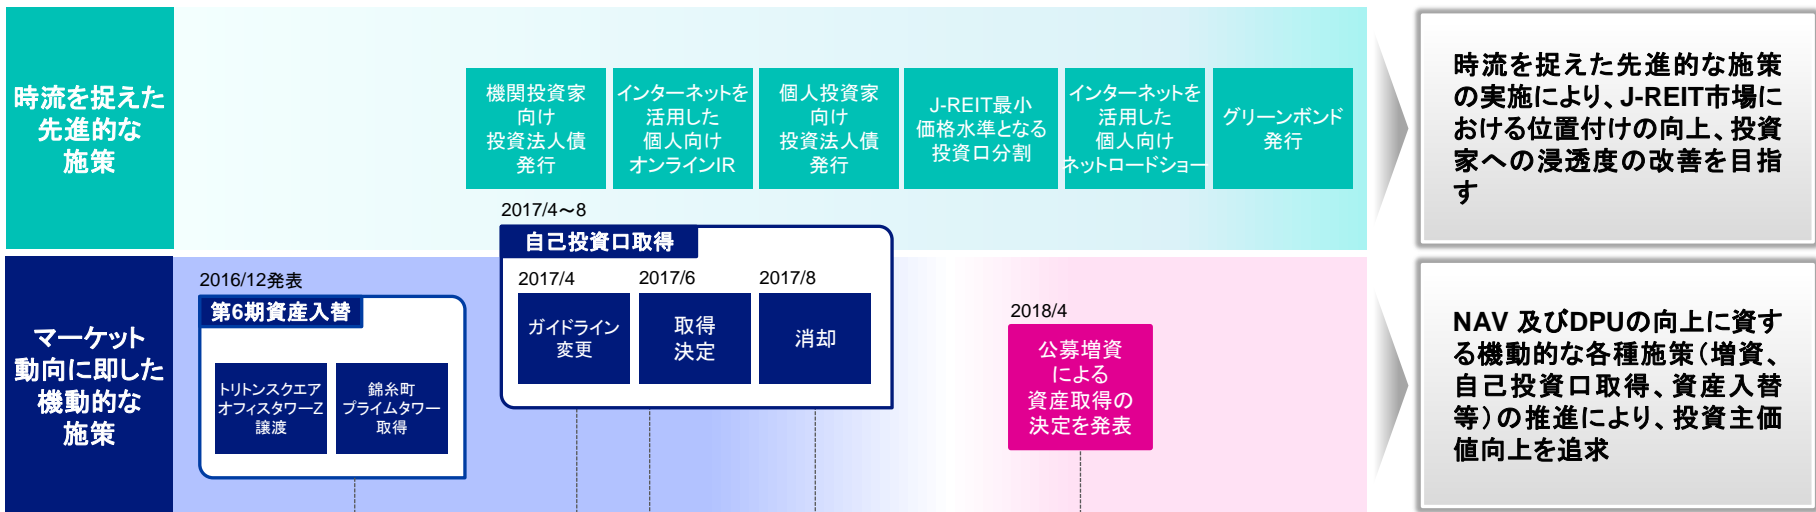 時流を捉えた
先進的な
施策
機関投資家
向け
投資法人債
発行
インターネットを
活用した
個人向け
オンラインIR
個人投資家
向け
投資法人債
発行
J-REIT最小
価格水準となる
投資口分割
インターネットを
活用した
個人向け
ネットロードショー
グリーンボンド
発行
時流を捉えた先進的な施策
の実施により、J-REIT市場に
おける位置付けの向上、投資
家への浸透度の改善を目指
す
マーケット
動向に即した
機動的な
施策
2016/12発表
第6期資産入替
トリトンスクエア
オフィスタワーZ
譲渡
錦糸町
プライムタワー
取得
2017/4～8
自己投資口取得
2017/4
ガイドライン
変更
2017/6
取得
決定
2017/8
消却
2018/4
公募増資
による
資産取得の
決定を発表
NAV 及びDPUの向上に資す
る機動的な各種施策（増資、
自己投資口取得、資産入替
等）の推進により、投資主価
値向上を追求